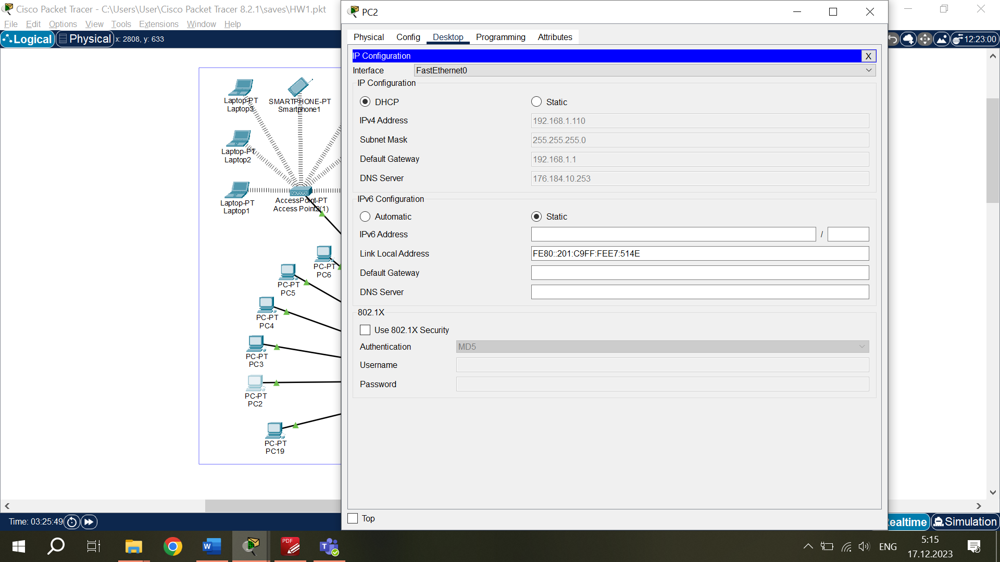 Cisco Packet Tracer - C:\Users\User\Cisco Packet Tracer 8.2.1\saves\HW1.pkt
File Edit Options View Tools Extensions Window Help
Logical Physical x: 2808, y: 633
12:23:00
Laptop-PT
Laptop3
SMARTPHONE-PT
Smartphone1
Laptop-PT
Laptop2
Laptop-PT
Laptop1
AccessPoint-PT
Access Point2(1)
PC-PT
PC6
PC-PT
PC5
PC-PT
PC4
PC-PT
PC3
PC-PT
PC2
PC-PT
PC19
PC2
Physical Config Desktop Programming Attributes
IP Configuration X
Interface FastEthernet0
IP Configuration
DHCP Static
IPv4 Address 192.168.1.110
Subnet Mask 255.255.255.0
Default Gateway 192.168.1.1
DNS Server 176.184.10.253
IPv6 Configuration
Automatic Static
IPv6 Address /
Link Local Address FE80::201:C9FF:FEE7:514E
Default Gateway
DNS Server
802.1X
Use 802.1X Security
Authentication MD5
Username
Password
Top
Time: 03:25:49
ealtime Simulation
PDF
W
T
ENG
5:15
17.12.2023